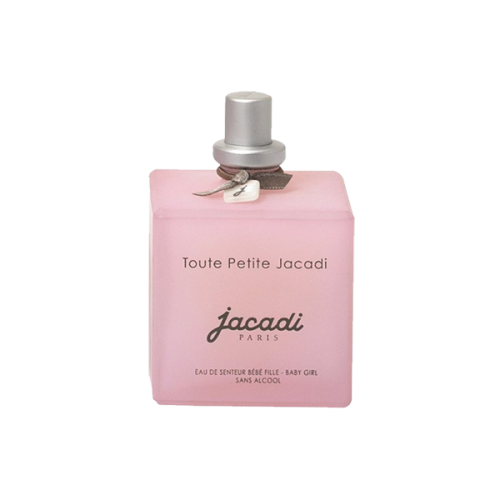 Toute Petite Jacadi
jacadi
PARIS
EAU DE SENTEUR BÉBÉ FILLE - BABY GIRL
SANS ALCOOL